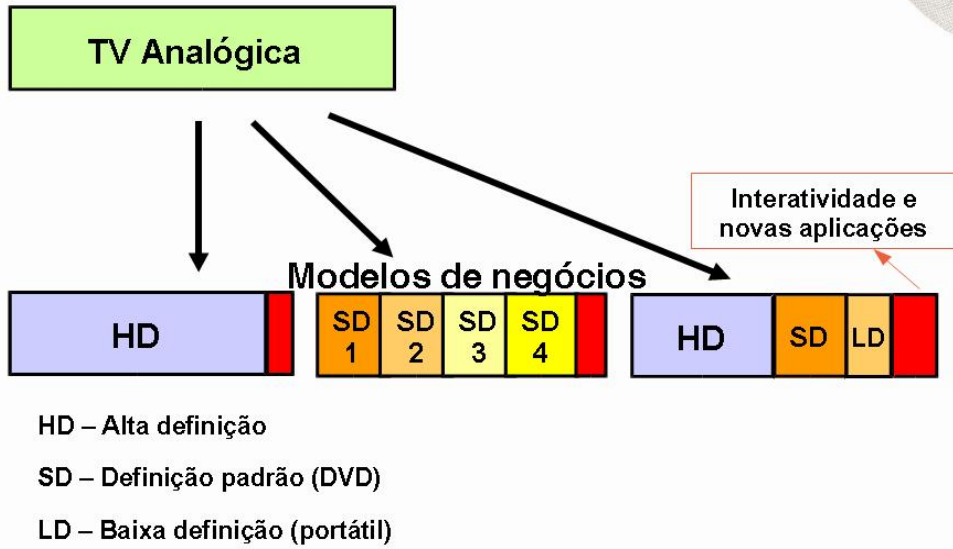 TV Analógica
Interatividade e
novas aplicações
Modelos de negócios
HD
SD
1
SD
2
SD
3
SD
4
HD
SD
LD
HD – Alta definição
SD – Definição padrão (DVD)
LD – Baixa definição (portátil)